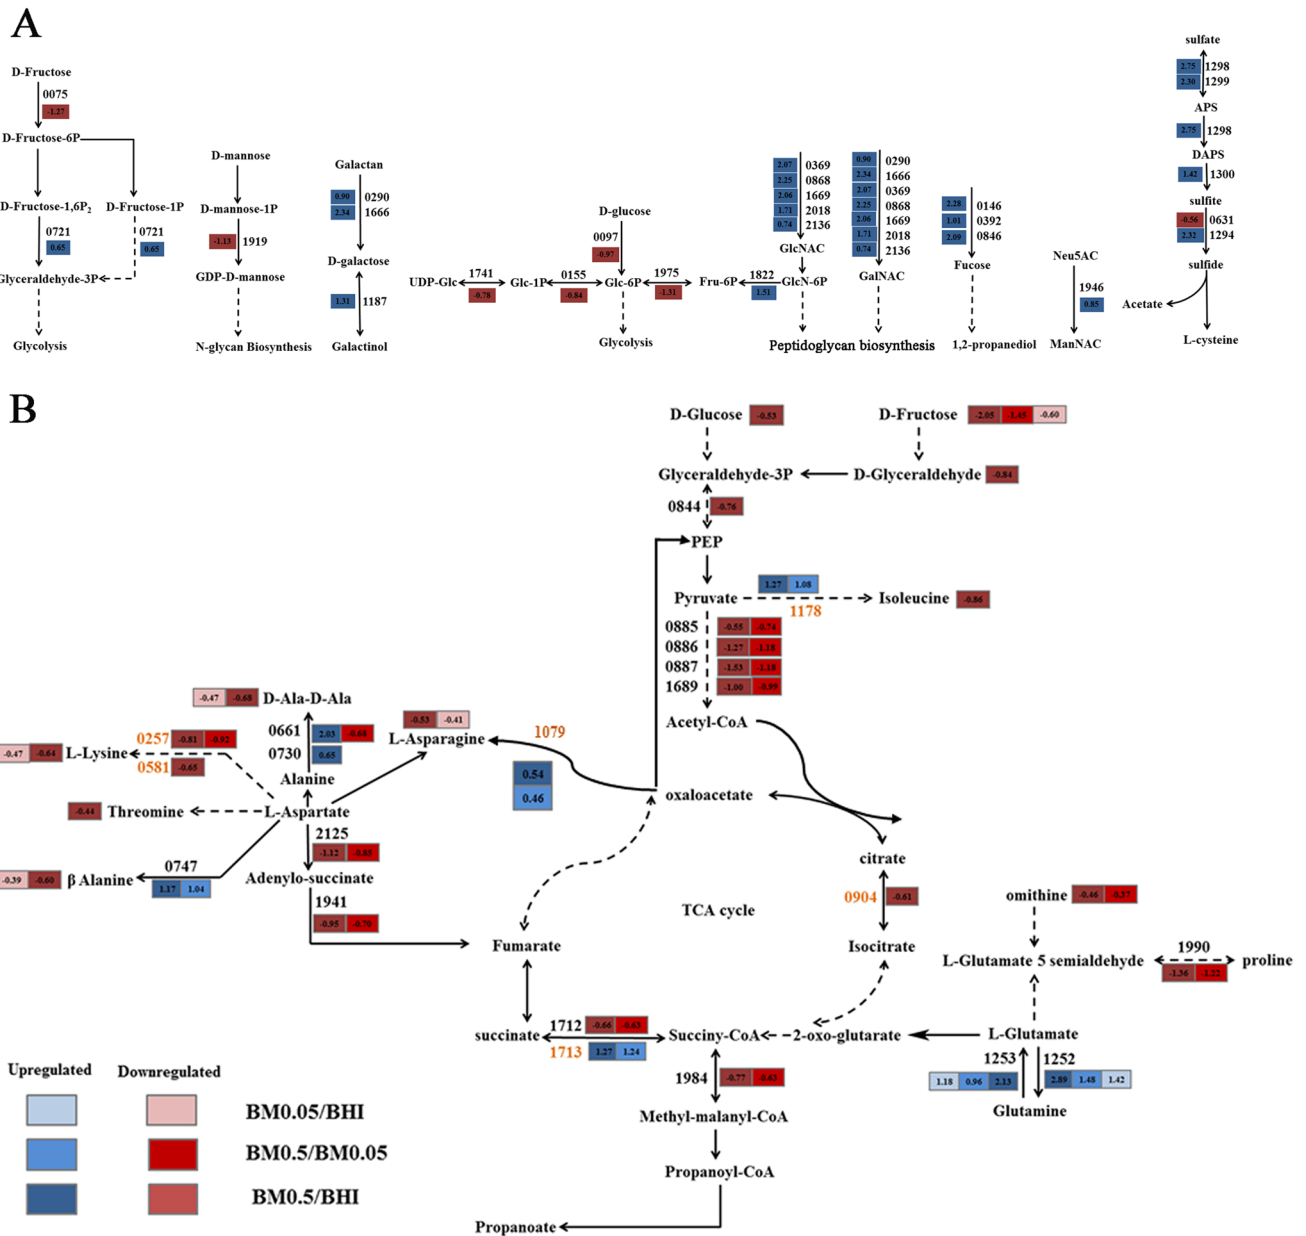 A
D-Fructose
0075
-1.27
D-Fructose-6P
D-Fructose-1,6P2
D-Fructose-1P
0721
0.65
0721
0.65
Glyceraldehyde-3P
Glycolysis
D-mannose
D-mannose-1P
-1.13 1919
GDP-D-mannose
N-glycan Biosynthesis
Galactan
0.90 0290
2.34 1666
D-galactose
1.31 1187
Galactinol
D-glucose
0097
-0.97
UDP-Glc 1741 Glc-1P 0155 Glc-6P 1975 Fru-6P 1822 GlcN-6P
-0.78 -0.84 -1.31 1.51
Glycolysis
2.07 0369
2.25 0868
2.06 1669
1.71 2018
0.74 2136
GlcNAC
Peptidoglycan biosynthesis
0.90 0290
2.34 1666
2.07 0369
2.25 0868
2.06 1669
1.71 2018
0.74 2136
GalNAC
2.28 0146
1.01 0392
2.09 0846
Fucose
1,2-propanediol
Neu5AC
1946
0.85
ManNAC
sulfate
2.75 1298
2.30 1299
APS
2.75 1298
DAPS
1.42 1300
sulfite
-0.56 0631
2.32 1294
sulfide
Acetate
L-cysteine
B
D-Glucose -0.53
D-Fructose -2.05 -1.45 -0.60
Glyceraldehyde-3P
D-Glyceraldehyde -0.84
0844 -0.76
PEP
Pyruvate
1.27 1.08
1178
Isoleucine -0.86
0885 -0.55 -0.74
0886 -1.27 -1.18
0887 -1.53 -1.18
1689 -1.00 -0.99
Acetyl-CoA
-0.47 -0.68 D-Ala-D-Ala
0661 2.03 -0.68
0730 0.65
Alanine
-0.53 -0.41
L-Asparagine
1079
0.54
0.46
oxaloacetate
0257 -0.81 -0.92
-0.47 -0.64 L-Lysine
0581 -0.65
-0.44 Thromine
L-Aspartate
2125
-1.12 -0.85
0747
-0.39 -0.60 β Alanine
1.17 1.04
Adenylo-succinate
1941
-0.95 -0.70
citrate
0904 -0.61
TCA cycle
Fumarate
Isocitrate
omithine -0.46 -0.37
L-Glutamate 5 semialdehyde
1990
-1.36 -1.22
proline
succinate
1712 -0.66 -0.63
1713 1.27 1.24
Succiny-CoA
2-oxo-glutarate
L-Glutamate
1253 1252
1.18 0.96 2.13 2.89 1.48 1.42
Glutamine
1984 -0.77 -0.63
Methyl-malanyl-CoA
Propanoyl-CoA
Propanoate
Upregulated Downregulated
BM0.05/BHI
BM0.5/BM0.05
BM0.5/BHI